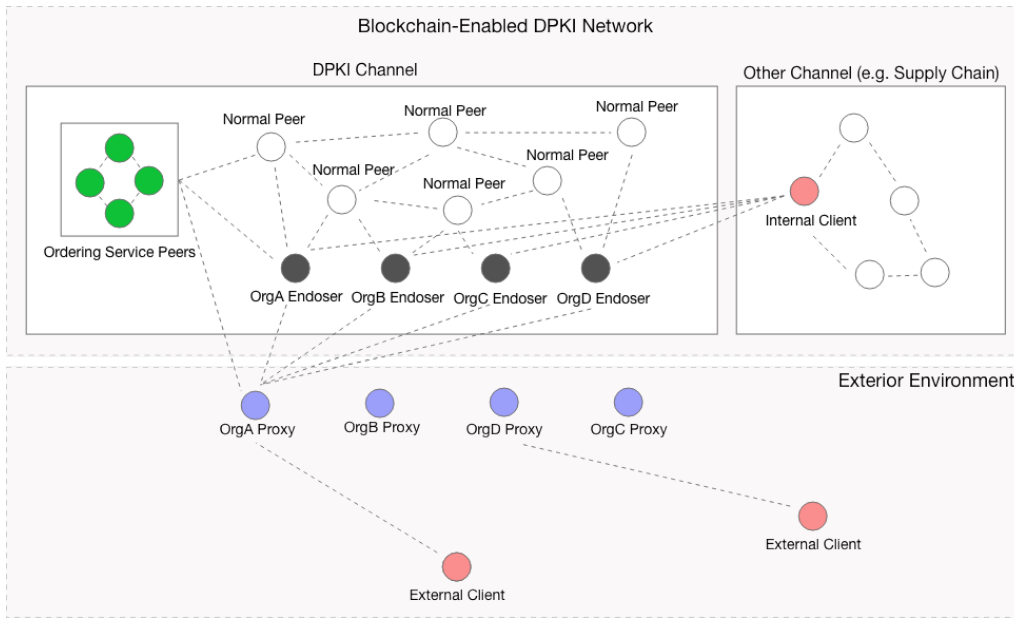 Blockchain-Enabled DPKI Network
DPKI Channel
Other Channel (e.g. Supply Chain)
Normal Peer
Normal Peer
Normal Peer
Normal Peer
Normal Peer
Normal Peer
Internal Client
Ordering Service Peers
OrgA Endoser
OrgB Endoser
OrgC Endoser
OrgD Endoser
Exterior Environment
OrgA Proxy
OrgB Proxy
OrgD Proxy
OrgC Proxy
External Client
External Client